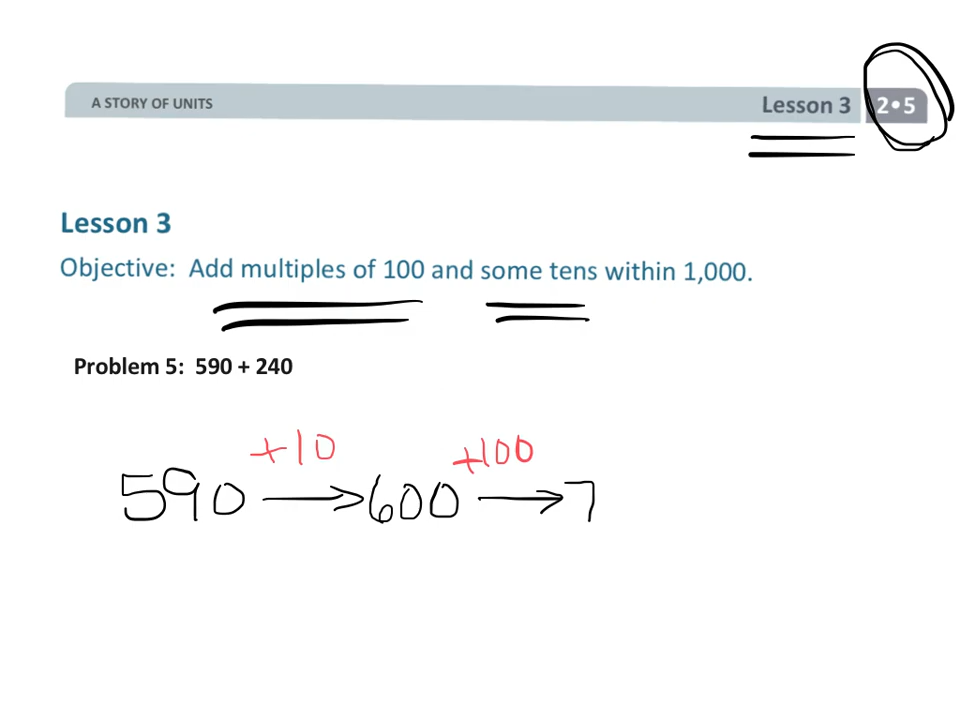 A STORY OF UNITS Lesson 3 2•5
Lesson 3
Objective: Add multiples of 100 and some tens within 1,000.
Problem 5: 590 + 240
+10 +100
590 → 600 → 7